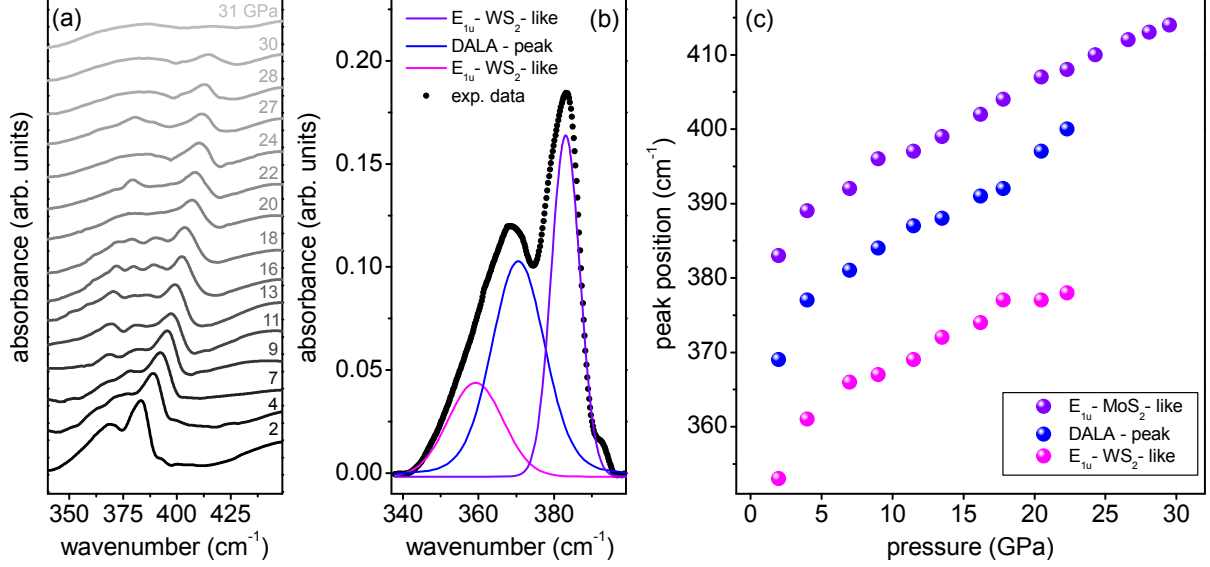 (a)
31 GPa
30
28
27
24
22
20
18
16
13
11
9
7
4
2
absorbance (arb. units)
350 375 400 425
wavenumber (cm⁻¹)
(b)
E₁ᵤ- WS₂-like
DALA - peak
E₁ᵤ- WS₂-like
exp. data
0.20
0.15
0.10
0.05
0.00
absorbance (arb. units)
340 360 380
wavenumber (cm⁻¹)
(c)
410
400
390
380
370
360
peak position (cm⁻¹)
E₁ᵤ- MoS₂- like
DALA - peak
E₁ᵤ- WS₂-like
0 5 10 15 20 25 30
pressure (GPa)